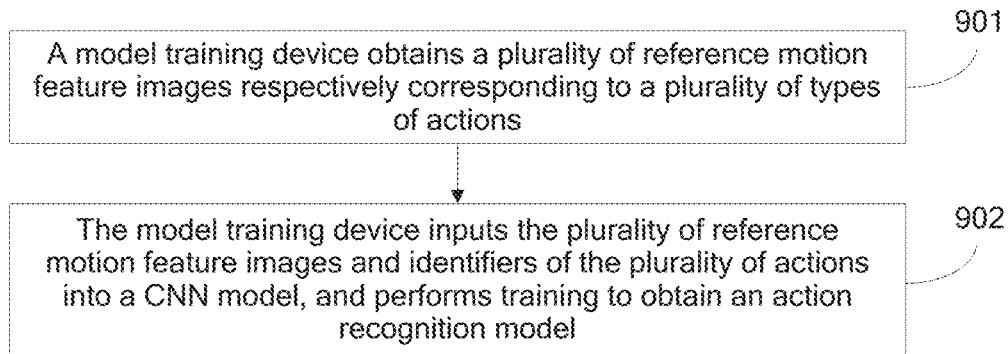 901
A model training device obtains a plurality of reference motion
feature images respectively corresponding to a plurality of types
of actions
902
The model training device inputs the plurality of reference
motion feature images and identifiers of the plurality of actions
into a CNN model, and performs training to obtain an action
recognition model